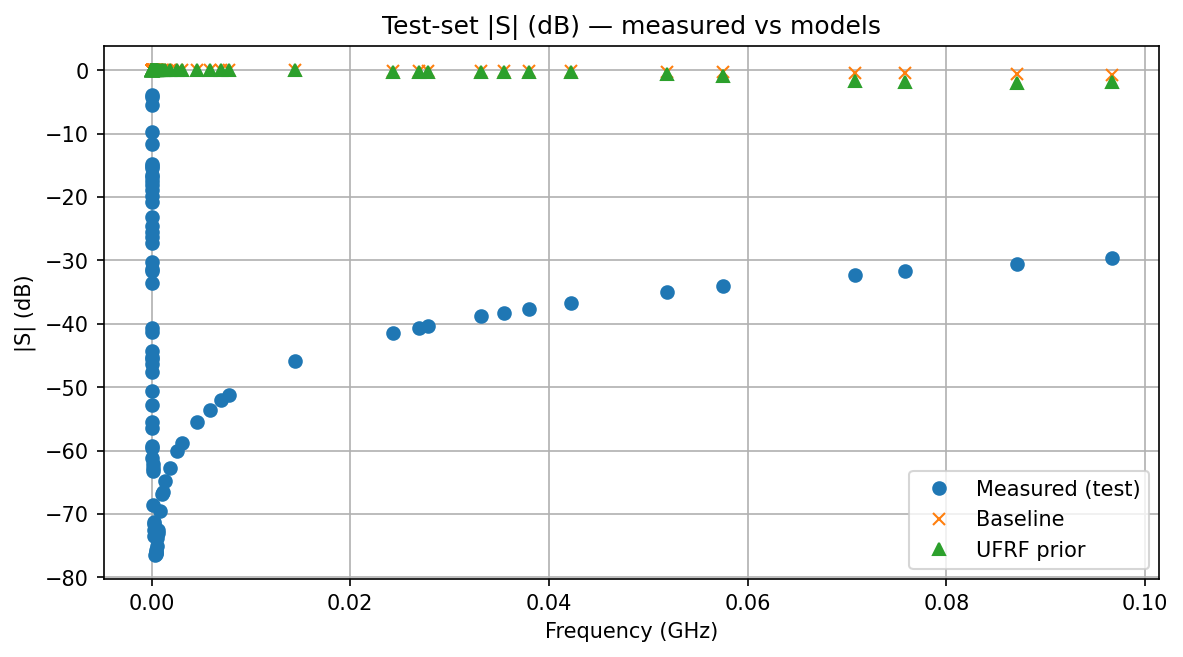 Test-set |S| (dB) — measured vs models
|S| (dB)
0
−10
−20
−30
−40
−50
−60
−70
−80
0.00
0.02
0.04
0.06
0.08
0.10
Frequency (GHz)
Measured (test)
Baseline
UFRF prior